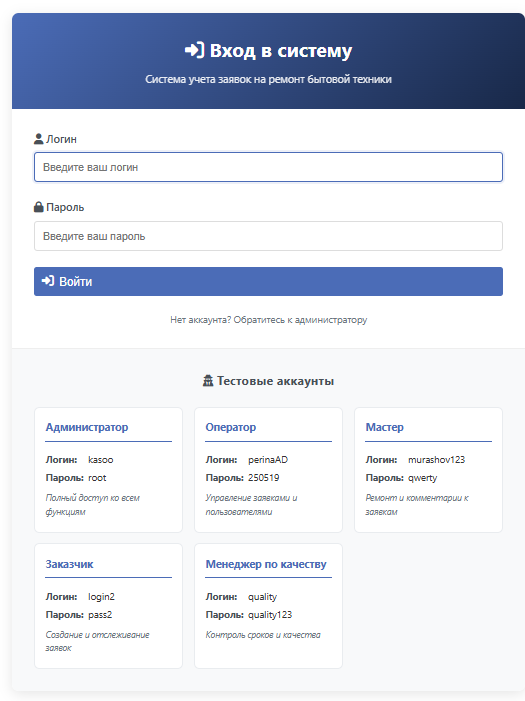 Вход в систему
Система учета заявок на ремонт бытовой техники
Логин
Введите ваш логин
Пароль
Введите ваш пароль
Войти
Нет аккаунта? Обратитесь к администратору
Тестовые аккаунты
Администратор
Логин: kasoo
Пароль: root
Полный доступ ко всем
функциям
Оператор
Логин: perinaAD
Пароль: 250519
Управление заявками и
пользователями
Мастер
Логин: murashov123
Пароль: qwerty
Ремонт и комментарии к
заявкам
Заказчик
Логин: login2
Пароль: pass2
Создание и отслеживание
заявок
Менеджер по качеству
Логин: quality
Пароль: quality123
Контроль сроков и качества